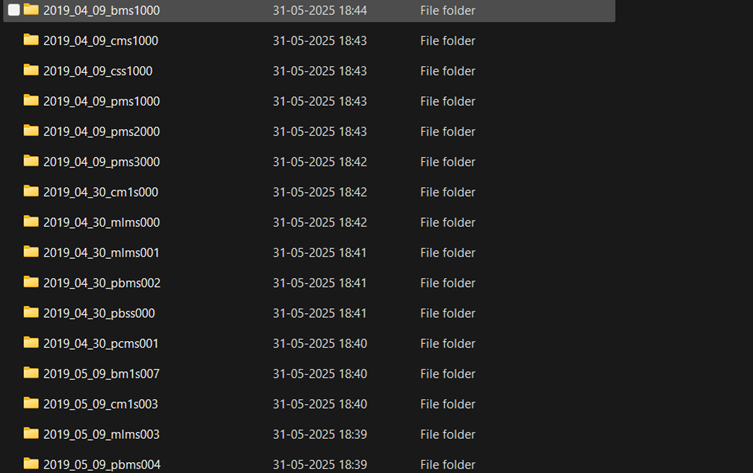 2019_04_09_bms1000 31-05-2025 18:44 File folder
2019_04_09_cms1000 31-05-2025 18:43 File folder
2019_04_09_css1000 31-05-2025 18:43 File folder
2019_04_09_pms1000 31-05-2025 18:43 File folder
2019_04_09_pms2000 31-05-2025 18:43 File folder
2019_04_09_pms3000 31-05-2025 18:42 File folder
2019_04_30_cm1s000 31-05-2025 18:42 File folder
2019_04_30_mlms000 31-05-2025 18:42 File folder
2019_04_30_mlms001 31-05-2025 18:41 File folder
2019_04_30_pbms002 31-05-2025 18:41 File folder
2019_04_30_pbss000 31-05-2025 18:41 File folder
2019_04_30_pcms001 31-05-2025 18:40 File folder
2019_05_09_bm1s007 31-05-2025 18:40 File folder
2019_05_09_cm1s003 31-05-2025 18:40 File folder
2019_05_09_mlms003 31-05-2025 18:39 File folder
2019_05_09_pbms004 31-05-2025 18:39 File folder